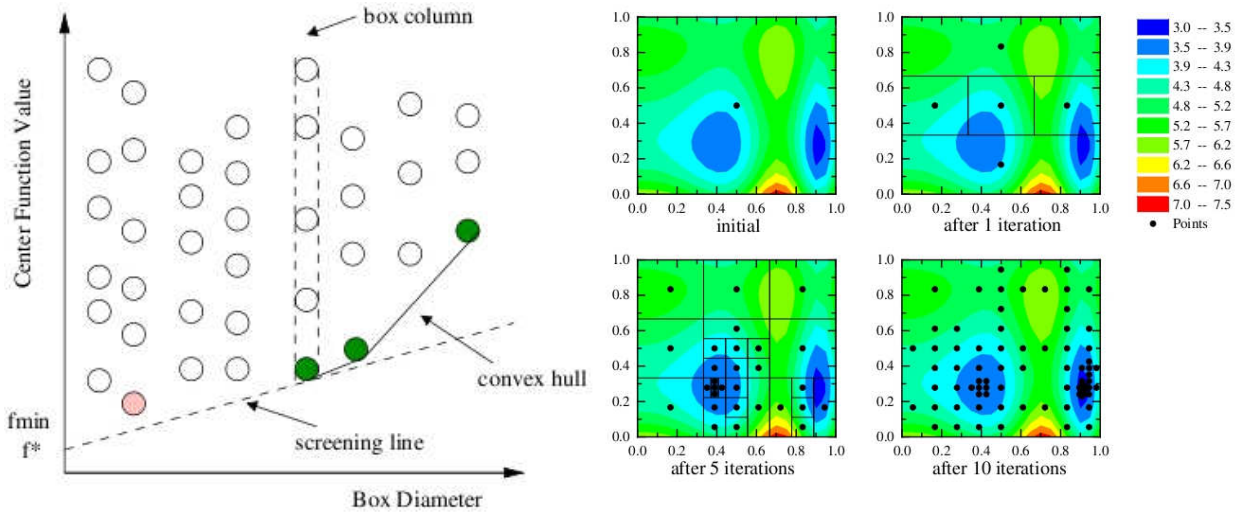 box column
Center Function Value
fmin
f*
screening line
convex hull
Box Diameter
1.0
0.8
0.6
0.4
0.2
0.0
0.0 0.2 0.4 0.6 0.8 1.0
initial
1.0
0.8
0.6
0.4
0.2
0.0
0.0 0.2 0.4 0.6 0.8 1.0
after 1 iteration
3.0 -- 3.5
3.5 -- 3.9
3.9 -- 4.3
4.3 -- 4.8
4.8 -- 5.2
5.2 -- 5.7
5.7 -- 6.2
6.2 -- 6.6
6.6 -- 7.0
7.0 -- 7.5
Points
1.0
0.8
0.6
0.4
0.2
0.0
0.0 0.2 0.4 0.6 0.8 1.0
after 5 iterations
1.0
0.8
0.6
0.4
0.2
0.0
0.0 0.2 0.4 0.6 0.8 1.0
after 10 iterations